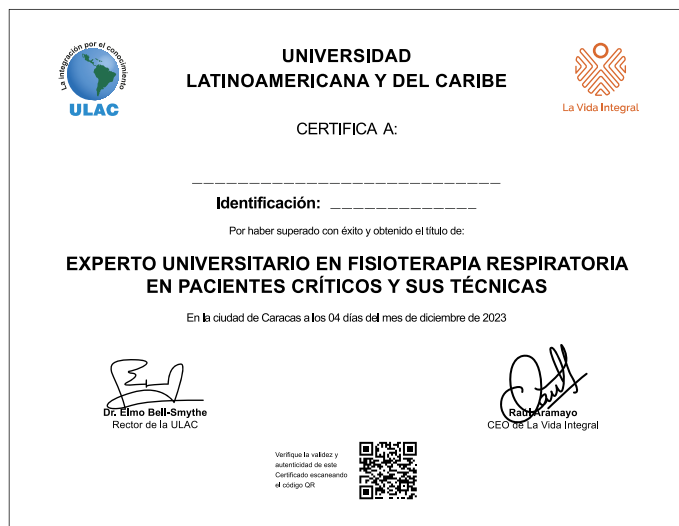 La integración por el conocimiento
ULAC
UNIVERSIDAD
LATINOAMERICANA Y DEL CARIBE
La Vida Integral
CERTIFICA A:
___________________________
Identificación: _____________
Por haber superado con éxito y obtenido el título de:
EXPERTO UNIVERSITARIO EN FISIOTERAPIA RESPIRATORIA
EN PACIENTES CRÍTICOS Y SUS TÉCNICAS
En la ciudad de Caracas a los 04 días del mes de diciembre de 2023
Dr. Elmo Bell-Smythe
Rector de la ULAC
Raúl Aramayo
CEO de La Vida Integral
Verifique la validez y
autenticidad de este
Certificado escaneando
el código QR